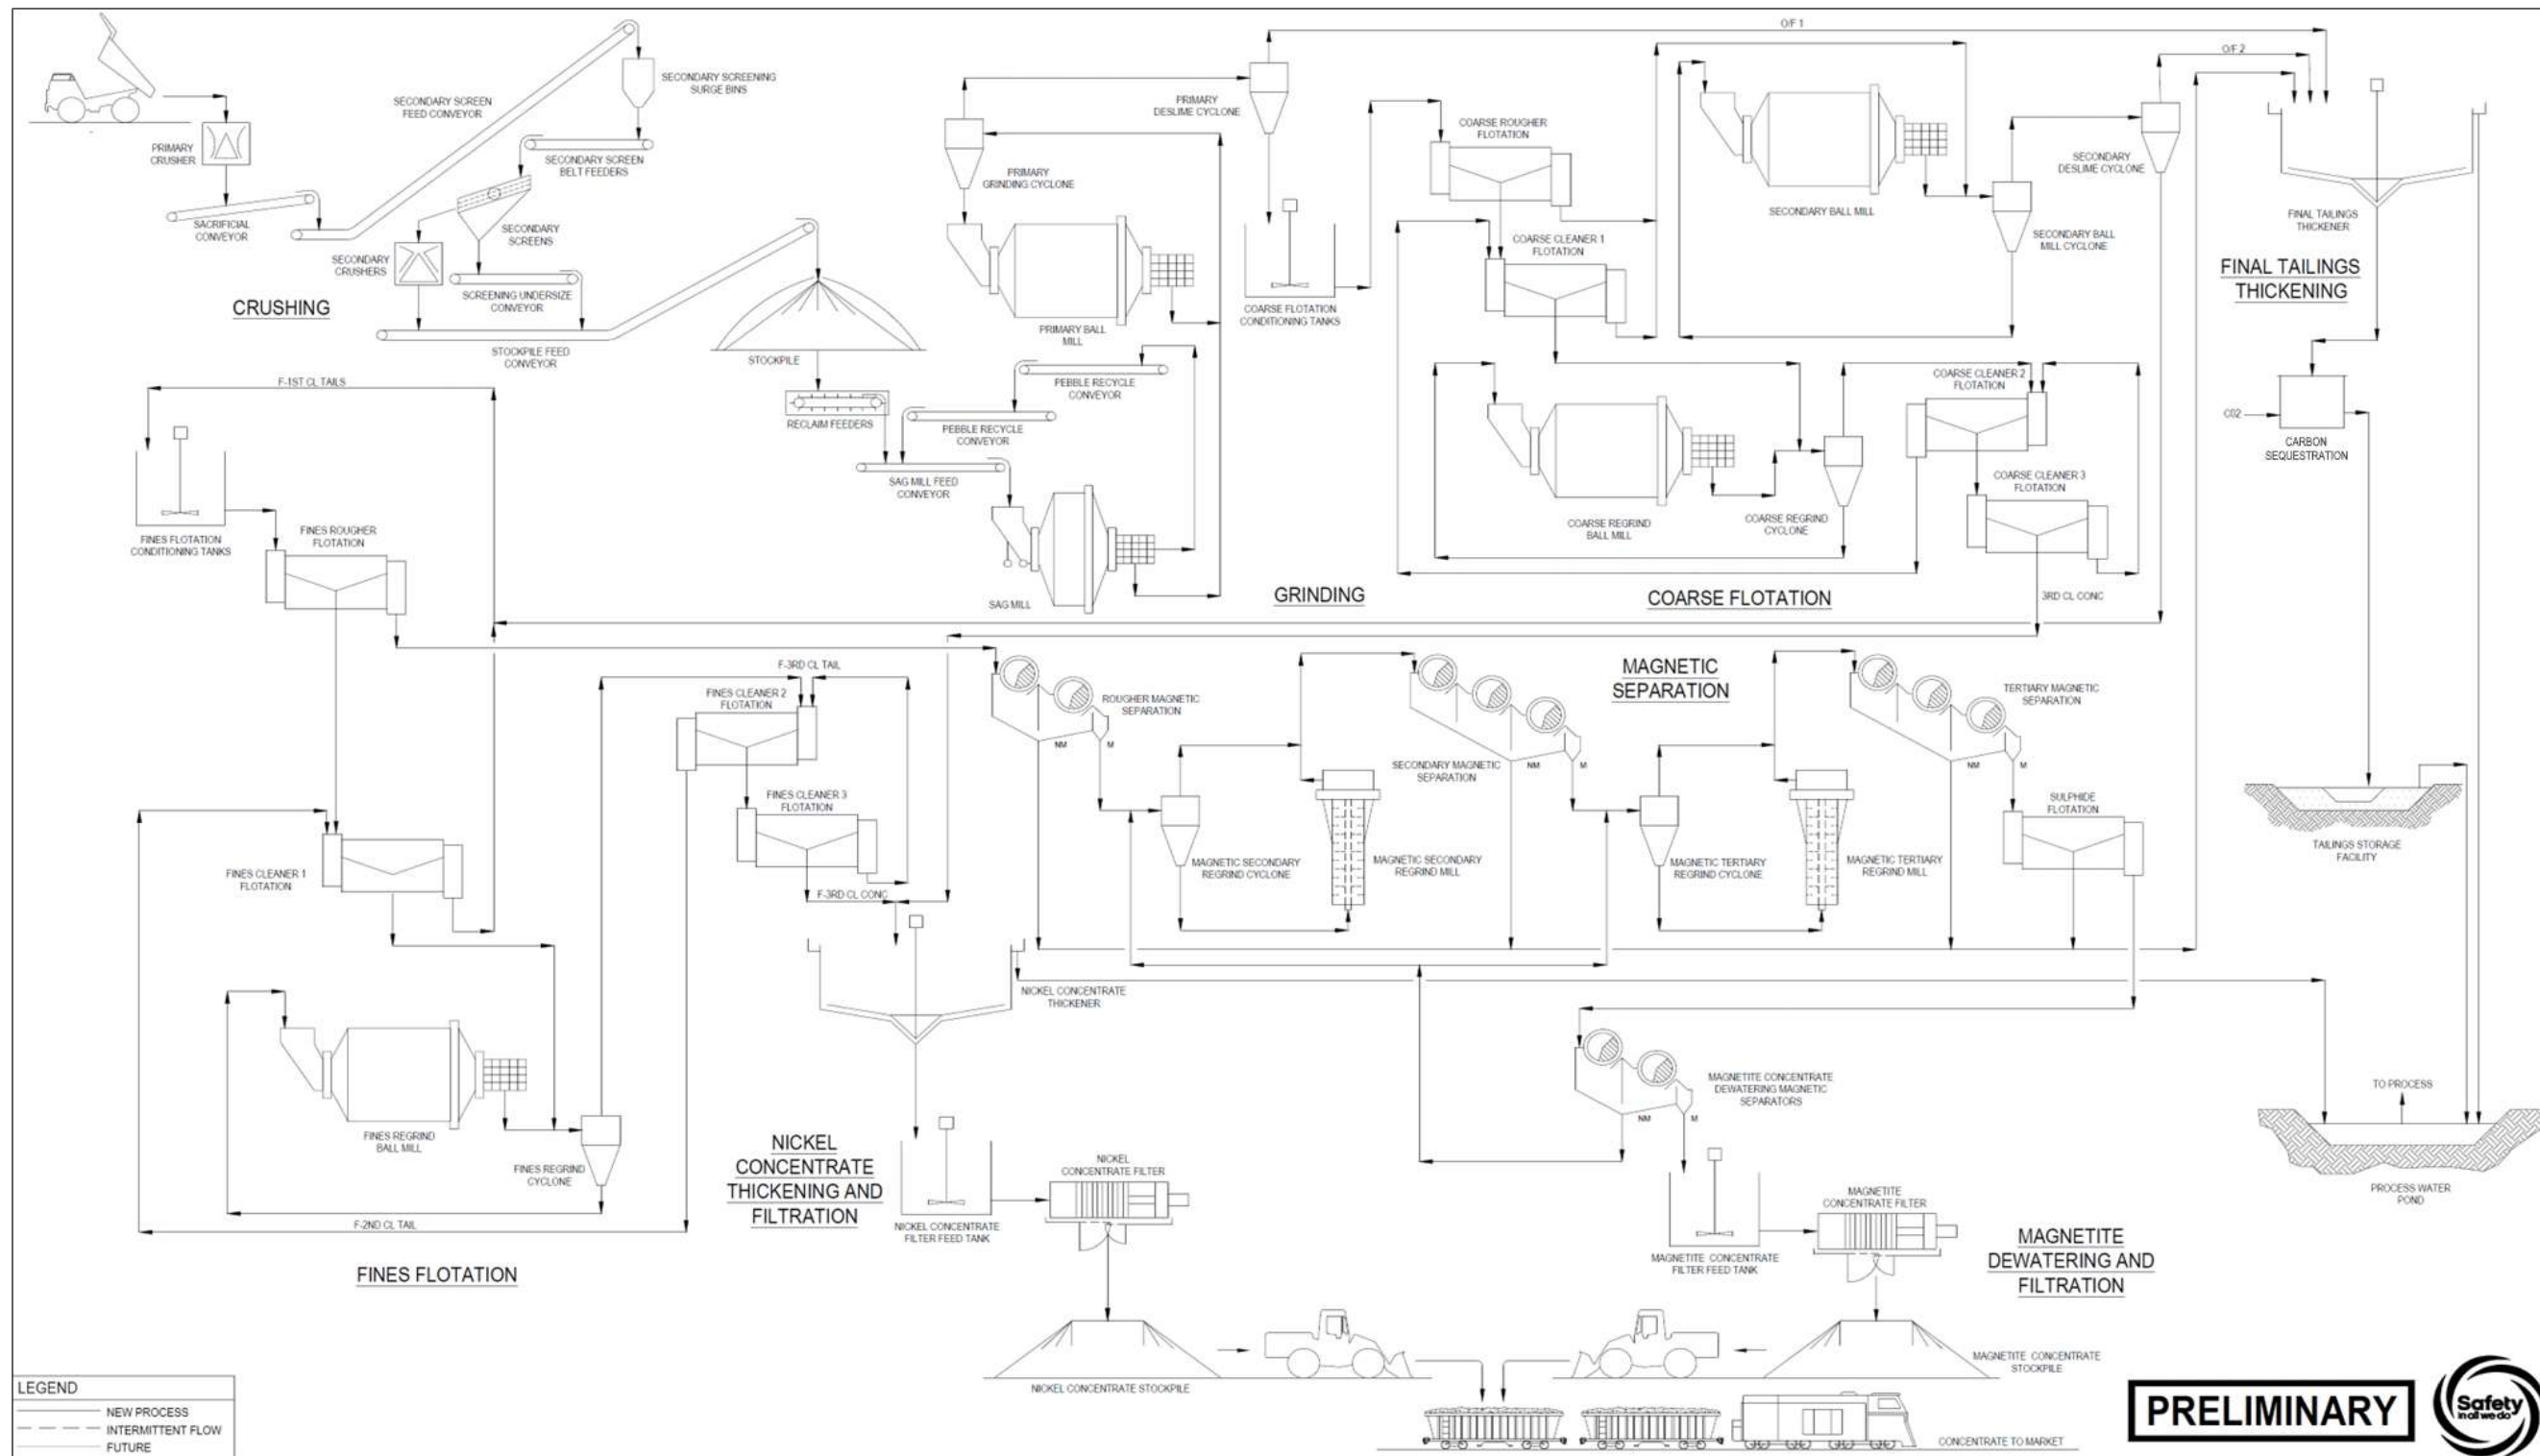 O/F 1
O/F 2
SECONDARY SCREENING
SURGE BINS
SECONDARY SCREEN
FEED CONVEYOR
PRIMARY
CRUSHER
SECONDARY SCREEN
BELT FEEDERS
SACRIFICIAL
CONVEYOR
SECONDARY
SCREENS
SECONDARY
CRUSHERS
SCREENING UNDERSIZE
CONVEYOR
CRUSHING
STOCKPILE FEED
CONVEYOR
STOCKPILE
RECLAIM FEEDERS
PRIMARY
DESLIME CYCLONE
PRIMARY
GRINDING CYCLONE
PRIMARY BALL
MILL
PEBBLE RECYCLE
CONVEYOR
PEBBLE RECYCLE
CONVEYOR
SAG MILL FEED
CONVEYOR
SAG MILL
GRINDING
COARSE FLOTATION
CONDITIONING TANKS
COARSE ROUGHER
FLOTATION
COARSE CLEANER 1
FLOTATION
SECONDARY BALL MILL
SECONDARY BALL
MILL CYCLONE
SECONDARY
DESLIME CYCLONE
COARSE REGRIND
BALL MILL
COARSE REGRIND
CYCLONE
COARSE CLEANER 2
FLOTATION
COARSE CLEANER 3
FLOTATION
3RD CL CONC
COARSE FLOTATION
FINAL TAILINGS
THICKENER
FINAL TAILINGS
THICKENING
C02
CARBON
SEQUESTRATION
TAILINGS STORAGE
FACILITY
TO PROCESS
PROCESS WATER
POND
F-1ST CL TAILS
FINES FLOTATION
CONDITIONING TANKS
FINES ROUGHER
FLOTATION
FINES CLEANER 1
FLOTATION
FINES REGRIND
BALL MILL
FINES REGRIND
CYCLONE
F-2ND CL TAIL
FINES FLOTATION
F-3RD CL TAIL
FINES CLEANER 2
FLOTATION
FINES CLEANER 3
FLOTATION
F-3RD CL CONC
NICKEL CONCENTRATE
THICKENER
NICKEL
CONCENTRATE
THICKENING AND
FILTRATION
NICKEL CONCENTRATE
FILTER FEED TANK
NICKEL
CONCENTRATE FILTER
NICKEL CONCENTRATE STOCKPILE
MAGNETIC
SEPARATION
ROUGHER MAGNETIC
SEPARATION
NM
M
MAGNETIC SECONDARY
REGRIND CYCLONE
MAGNETIC SECONDARY
REGRIND MILL
SECONDARY MAGNETIC
SEPARATION
NM
M
MAGNETIC TERTIARY
REGRIND CYCLONE
MAGNETIC TERTIARY
REGRIND MILL
TERTIARY MAGNETIC
SEPARATION
NM
M
SULPHIDE
FLOTATION
MAGNETITE CONCENTRATE
DEWATERING MAGNETIC
SEPARATORS
NM
M
MAGNETITE CONCENTRATE
FILTER FEED TANK
MAGNETITE
CONCENTRATE FILTER
MAGNETITE
DEWATERING AND
FILTRATION
MAGNETITE CONCENTRATE
STOCKPILE
CONCENTRATE TO MARKET
LEGEND
NEW PROCESS
INTERMITTENT FLOW
FUTURE
PRELIMINARY
Safety
in all we do